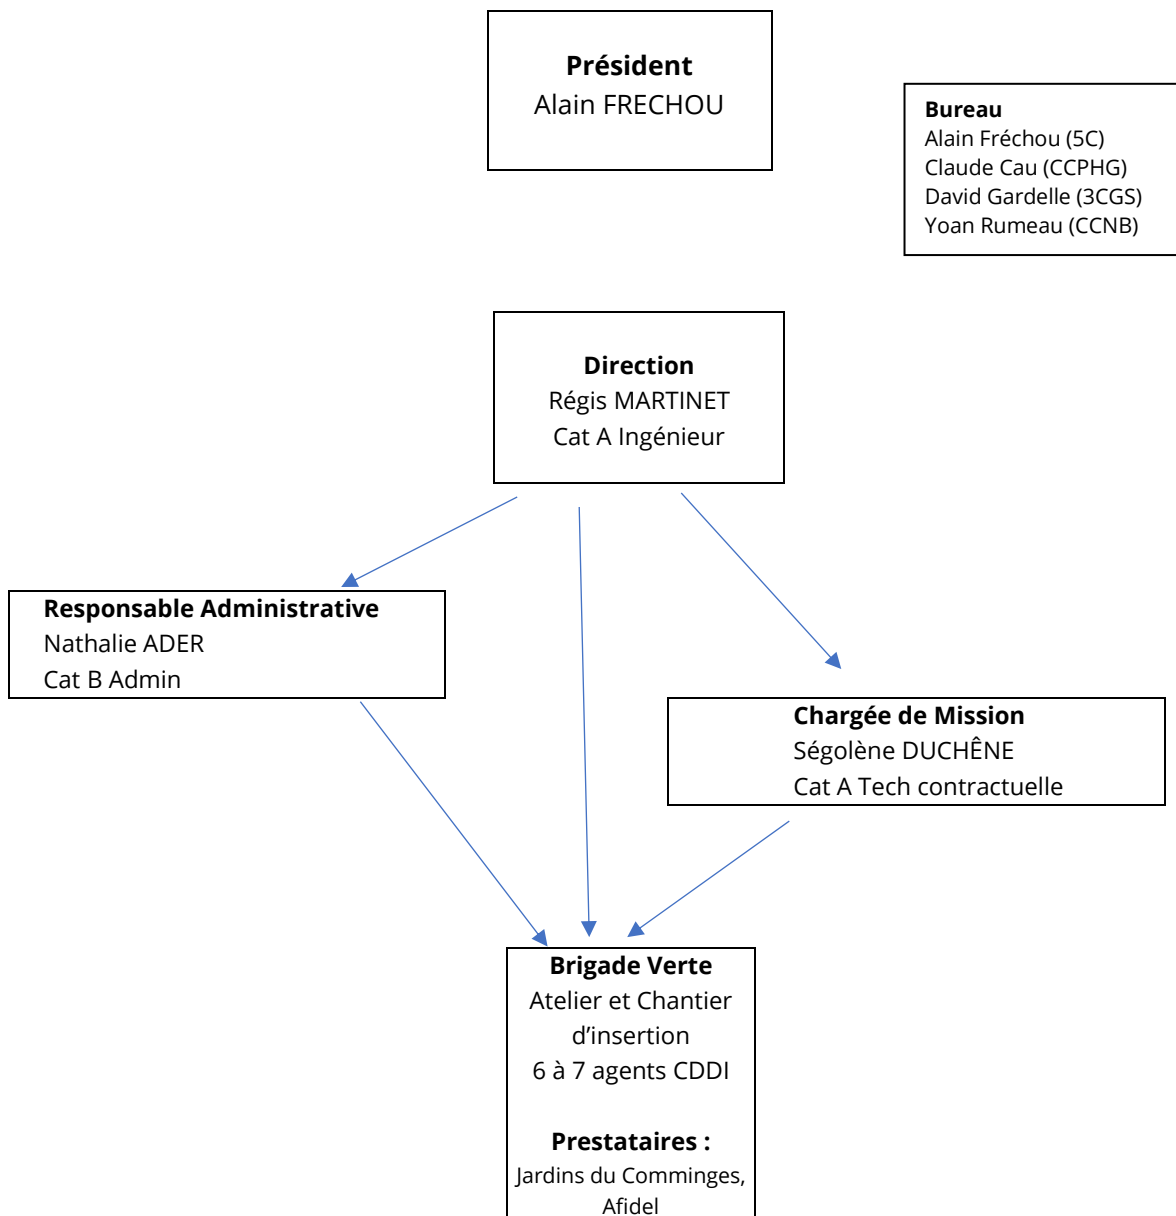 Président
Alain FRECHOU
Bureau
Alain Fréchou (5C)
Claude Cau (CCPHG)
David Gardelle (3CGS)
Yoan Rumeau (CCNB)
Direction
Régis MARTINET
Cat A Ingénieur
Responsable Administrative
Nathalie ADER
Cat B Admin
Chargée de Mission
Ségolène DUCHÊNE
Cat A Tech contractuelle
Brigade Verte
Atelier et Chantier
d’insertion
6 à 7 agents CDDI
Prestataires :
Jardins du Comminges,
Afidel